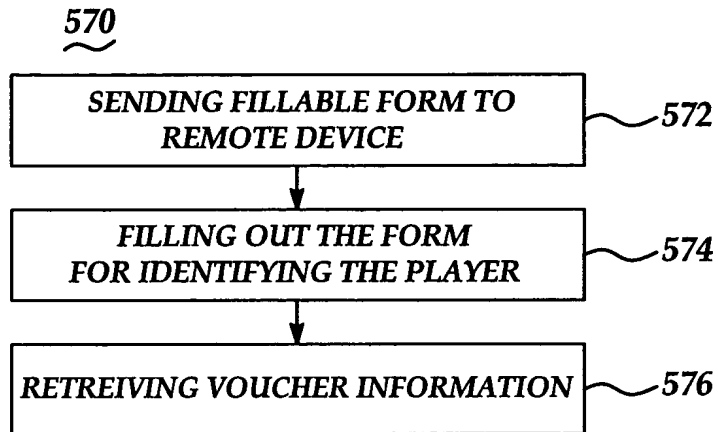 570
SENDING FILLABLE FORM TO
REMOTE DEVICE
572
FILLING OUT THE FORM
FOR IDENTIFYING THE PLAYER
574
RETREIVING VOUCHER INFORMATION
576